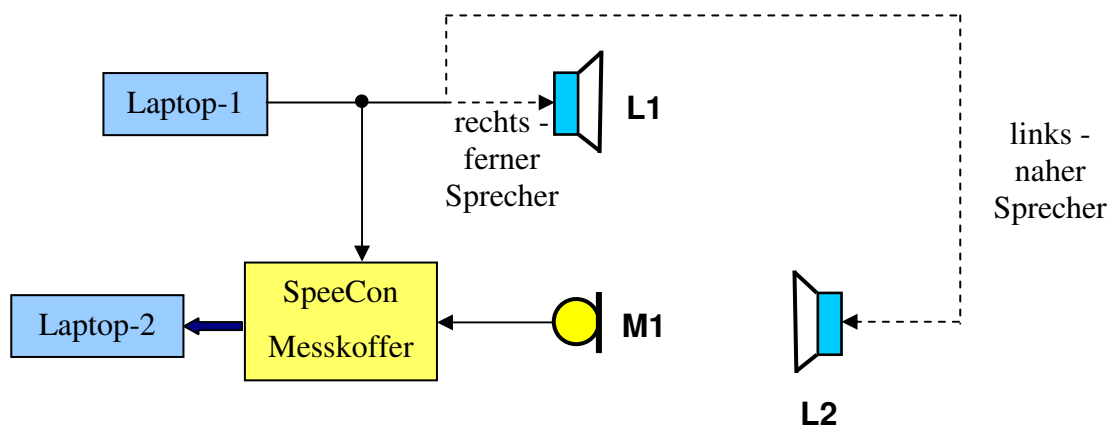 Laptop-1
L1
rechts -
ferner
Sprecher
links -
naher
Sprecher
SpeeCon
Messkoffer
Laptop-2
M1
L2